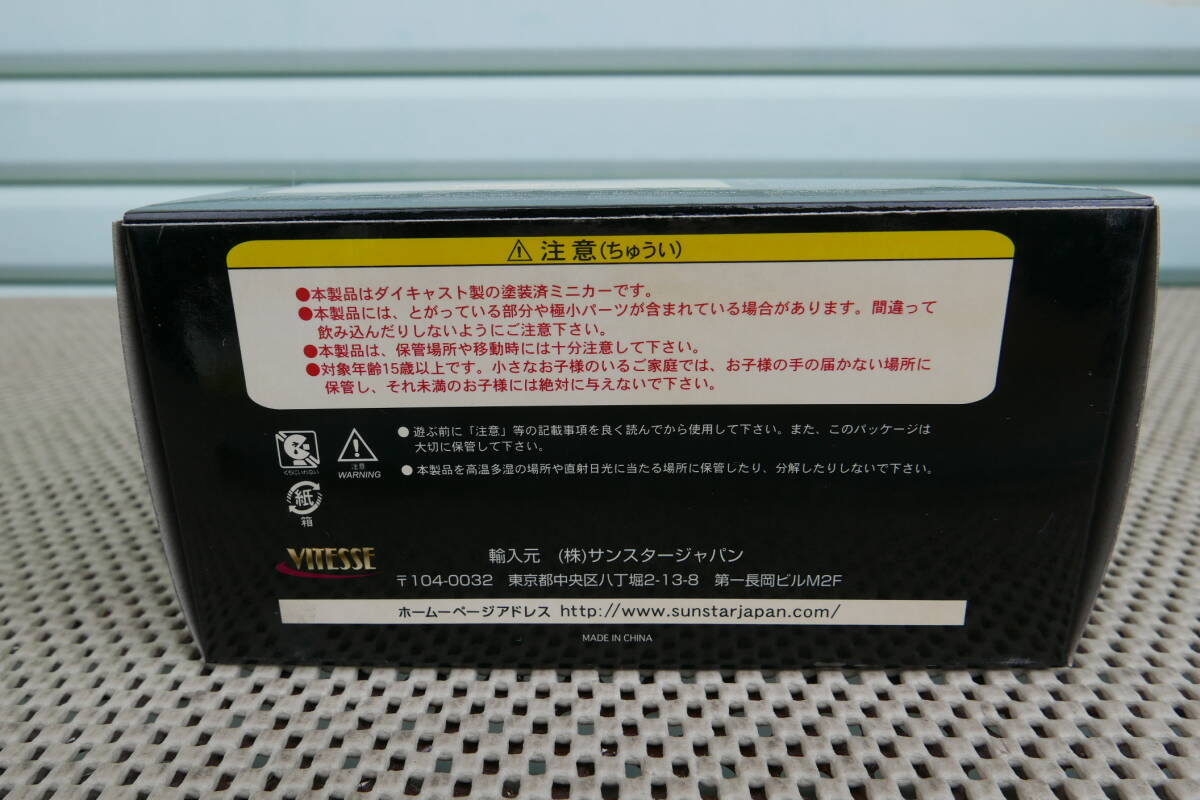 注意(ちゅうい)
●本製品はダイキャスト製の塗装済ミニカーです。
●本製品には、とがっている部分や極小パーツが含まれている場合があります。間違って
飲み込んだりしないようにご注意下さい。
●本製品は、保管場所や移動時には十分注意して下さい。
●対象年齢15歳以上です。小さなお子様のいるご家庭では、お子様の手の届かない場所に
保管し、それ未満のお子様には絶対に与えないで下さい。
●遊ぶ前に「注意」等の記載事項を良く読んでから使用して下さい。また、このパッケージは
大切に保管して下さい。
くちにいれない
注意
WARNING
●本製品を高温多湿の場所や直射日光に当たる場所に保管したり、分解したりしないで下さい。
紙
箱
VITESSE
輸入元 (株)サンスタージャパン
〒104-0032 東京都中央区八丁堀2-13-8 第一長岡ビルM2F
ホームーページアドレス http://www.sunstarjapan.com/
MADE IN CHINA